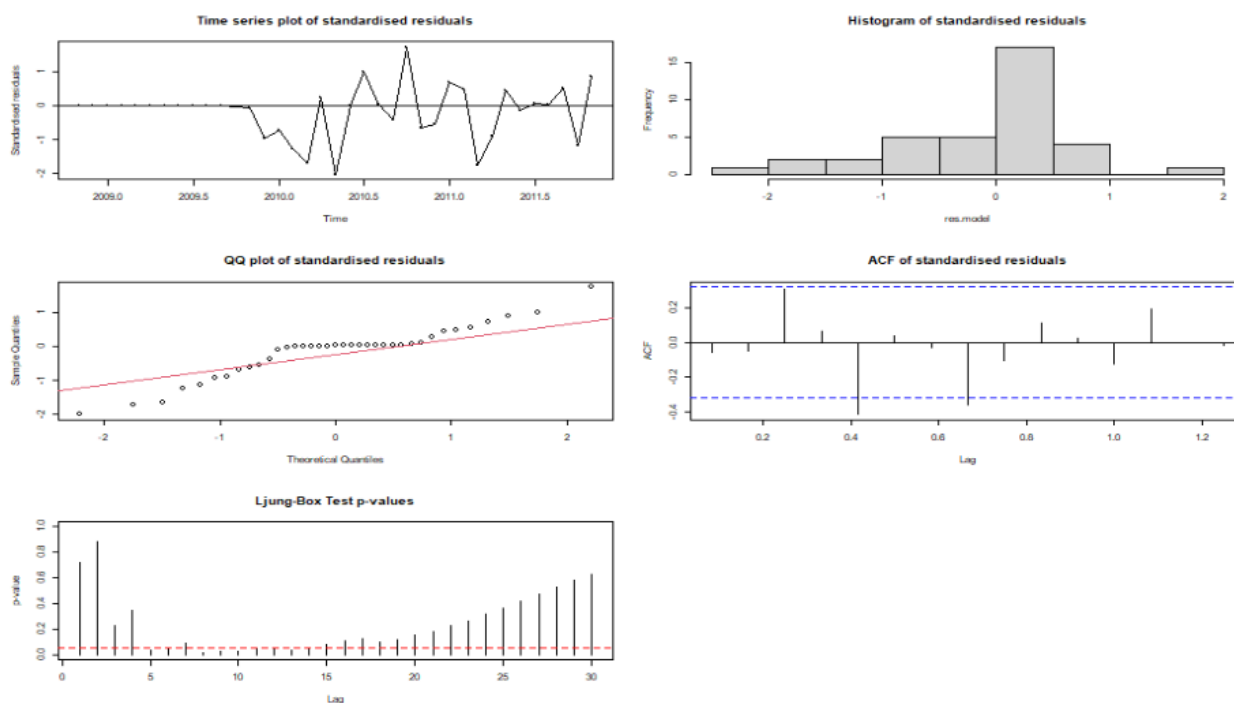 Time series plot of standardised residuals
Standardised residuals
1
0
-1
-2
2009.0 2009.5 2010.0 2010.5 2011.0 2011.5
Time
Histogram of standardised residuals
Frequency
15
10
5
0
-2 -1 0 1 2
res.model
QQ plot of standardised residuals
Sample Quantiles
1
0
-1
-2
-2 -1 0 1 2
Theoretical Quantiles
ACF of standardised residuals
ACF
0.2
0.0
-0.2
-0.4
0.2 0.4 0.6 0.8 1.0 1.2
Lag
Ljung-Box Test p-values
p-value
1.0
0.8
0.6
0.4
0.2
0.0
0 5 10 15 20 25 30
Lag